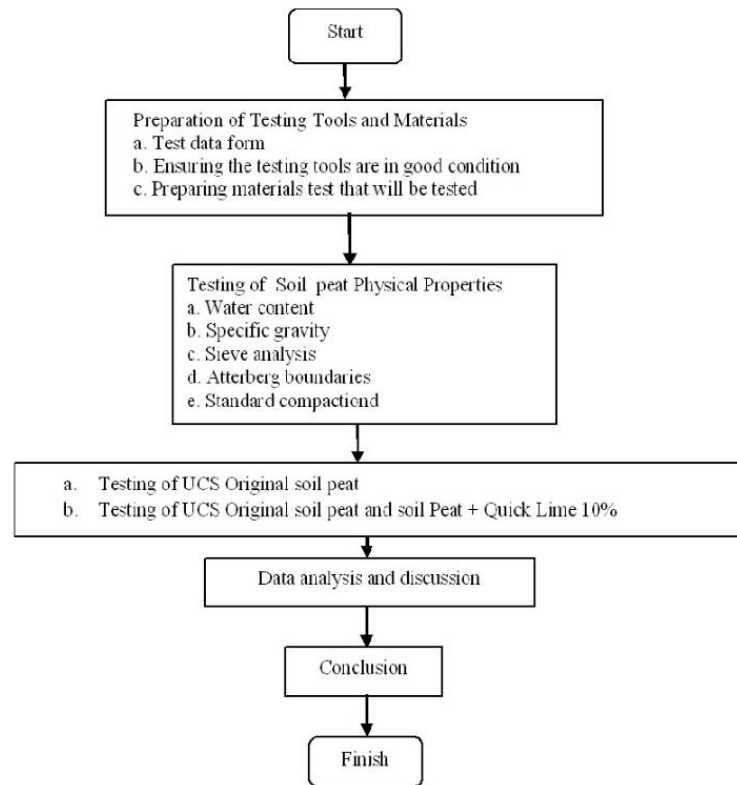 Start
Preparation of Testing Tools and Materials
a. Test data form
b. Ensuring the testing tools are in good condition
c. Preparing materials test that will be tested
Testing of Soil peat Physical Properties
a. Water content
b. Specific gravity
c. Sieve analysis
d. Atterberg boundaries
e. Standard compactiond
a. Testing of UCS Original soil peat
b. Testing of UCS Original soil peat and soil Peat + Quick Lime 10%
Data analysis and discussion
Conclusion
Finish